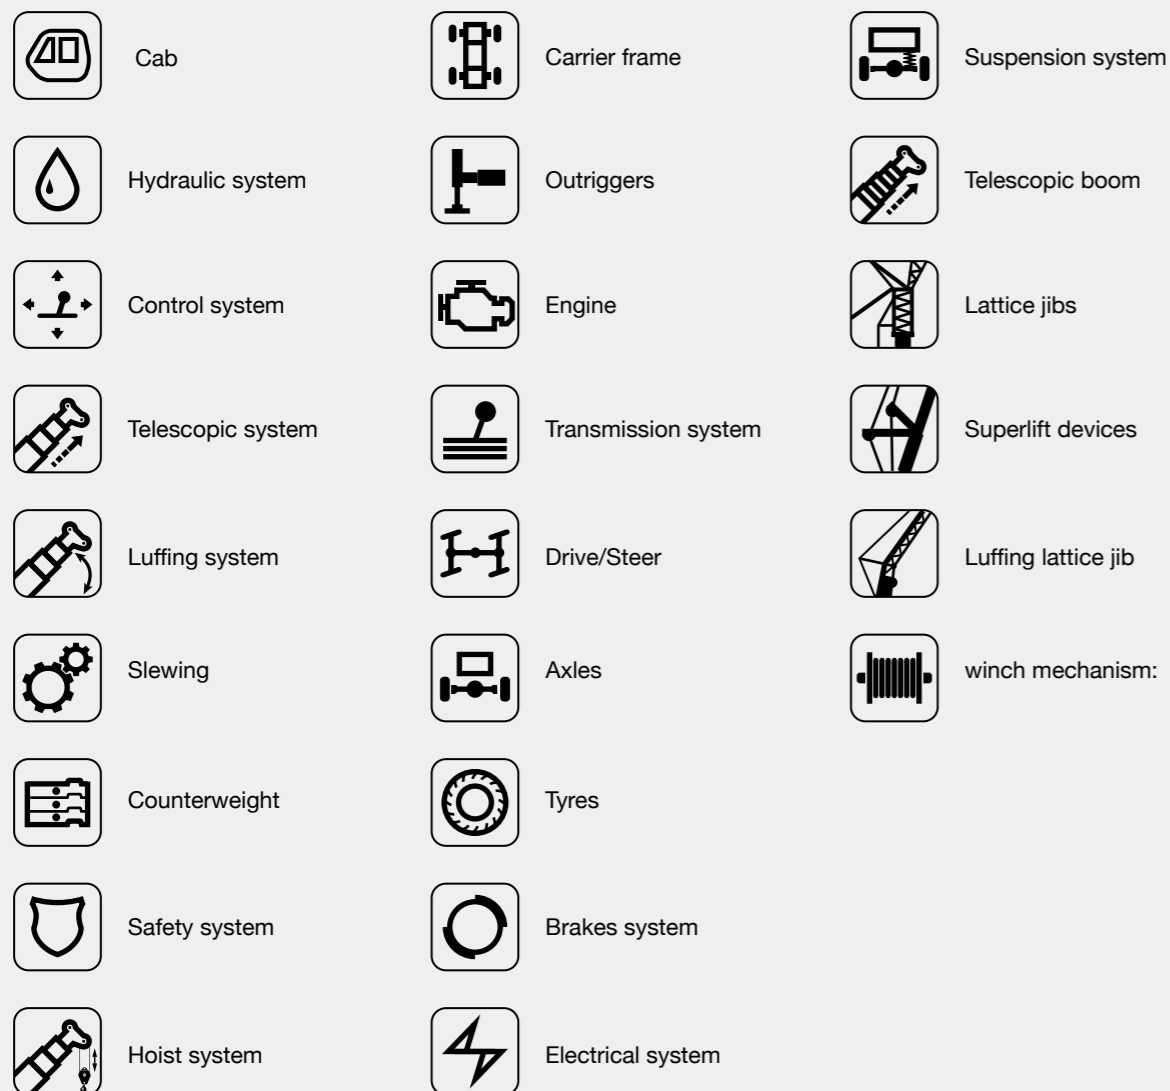 Cab
Hydraulic system
Control system
Telescopic system
Luffing system
Slewing
Counterweight
Safety system
Hoist system
Carrier frame
Outriggers
Engine
Transmission system
Drive/Steer
Axles
Tyres
Brakes system
Electrical system
Suspension system
Telescopic boom
Lattice jibs
Superlift devices
Luffing lattice jib
winch mechanism: